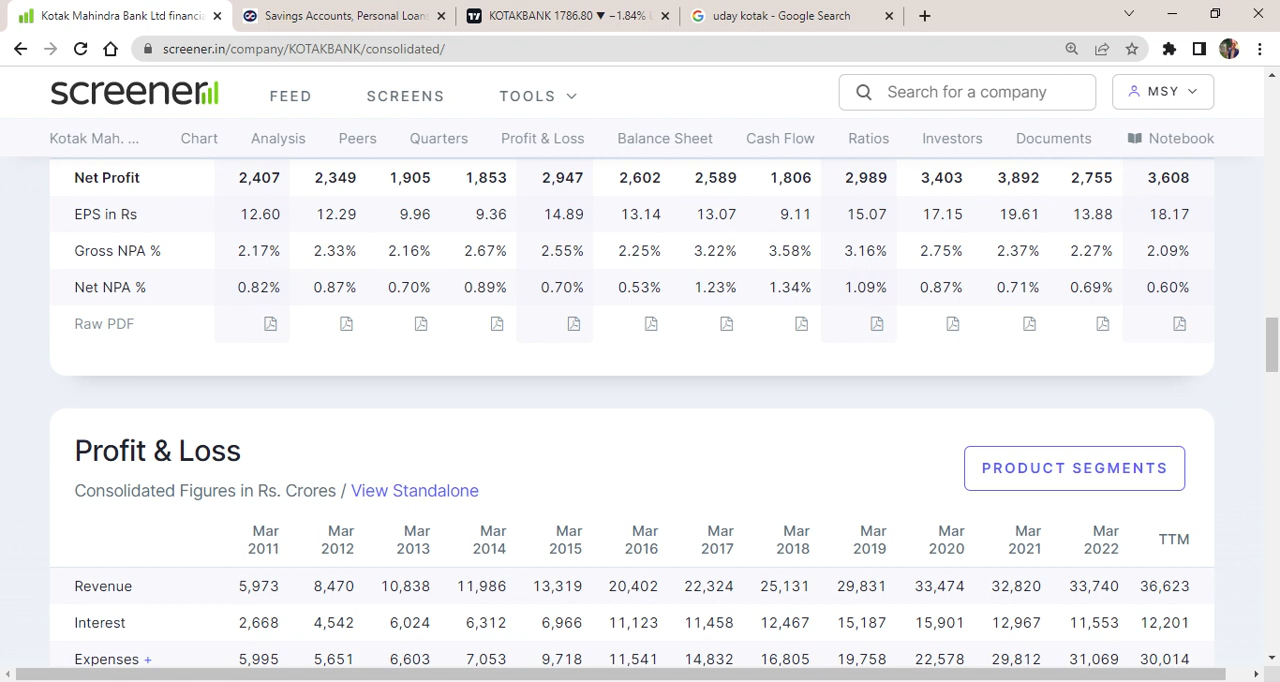 Kotak Mahindra Bank Ltd financia
Savings Accounts, Personal Loans
KOTAKBANK 1786.80 ▼ −1.84%
uday kotak - Google Search
screener.in/company/KOTAKBANK/consolidated/
screener
FEED
SCREENS
TOOLS
Search for a company
MSY
Kotak Mah. ... Chart Analysis Peers Quarters Profit & Loss Balance Sheet Cash Flow Ratios Investors Documents Notebook
Net Profit 2,407 2,349 1,905 1,853 2,947 2,602 2,589 1,806 2,989 3,403 3,892 2,755 3,608
EPS in Rs 12.60 12.29 9.96 9.36 14.89 13.14 13.07 9.11 15.07 17.15 19.61 13.88 18.17
Gross NPA % 2.17% 2.33% 2.16% 2.67% 2.55% 2.25% 3.22% 3.58% 3.16% 2.75% 2.37% 2.27% 2.09%
Net NPA % 0.82% 0.87% 0.70% 0.89% 0.70% 0.53% 1.23% 1.34% 1.09% 0.87% 0.71% 0.69% 0.60%
Raw PDF
Profit & Loss
PRODUCT SEGMENTS
Consolidated Figures in Rs. Crores / View Standalone
Mar Mar Mar Mar Mar Mar Mar Mar Mar Mar Mar Mar TTM
2011 2012 2013 2014 2015 2016 2017 2018 2019 2020 2021 2022
Revenue 5,973 8,470 10,838 11,986 13,319 20,402 22,324 25,131 29,831 33,474 32,820 33,740 36,623
Interest 2,668 4,542 6,024 6,312 6,966 11,123 11,458 12,467 15,187 15,901 12,967 11,553 12,201
Expenses + 5,995 5,651 6,603 7,053 9,718 11,541 14,832 16,805 19,758 22,578 29,812 31,069 30,014